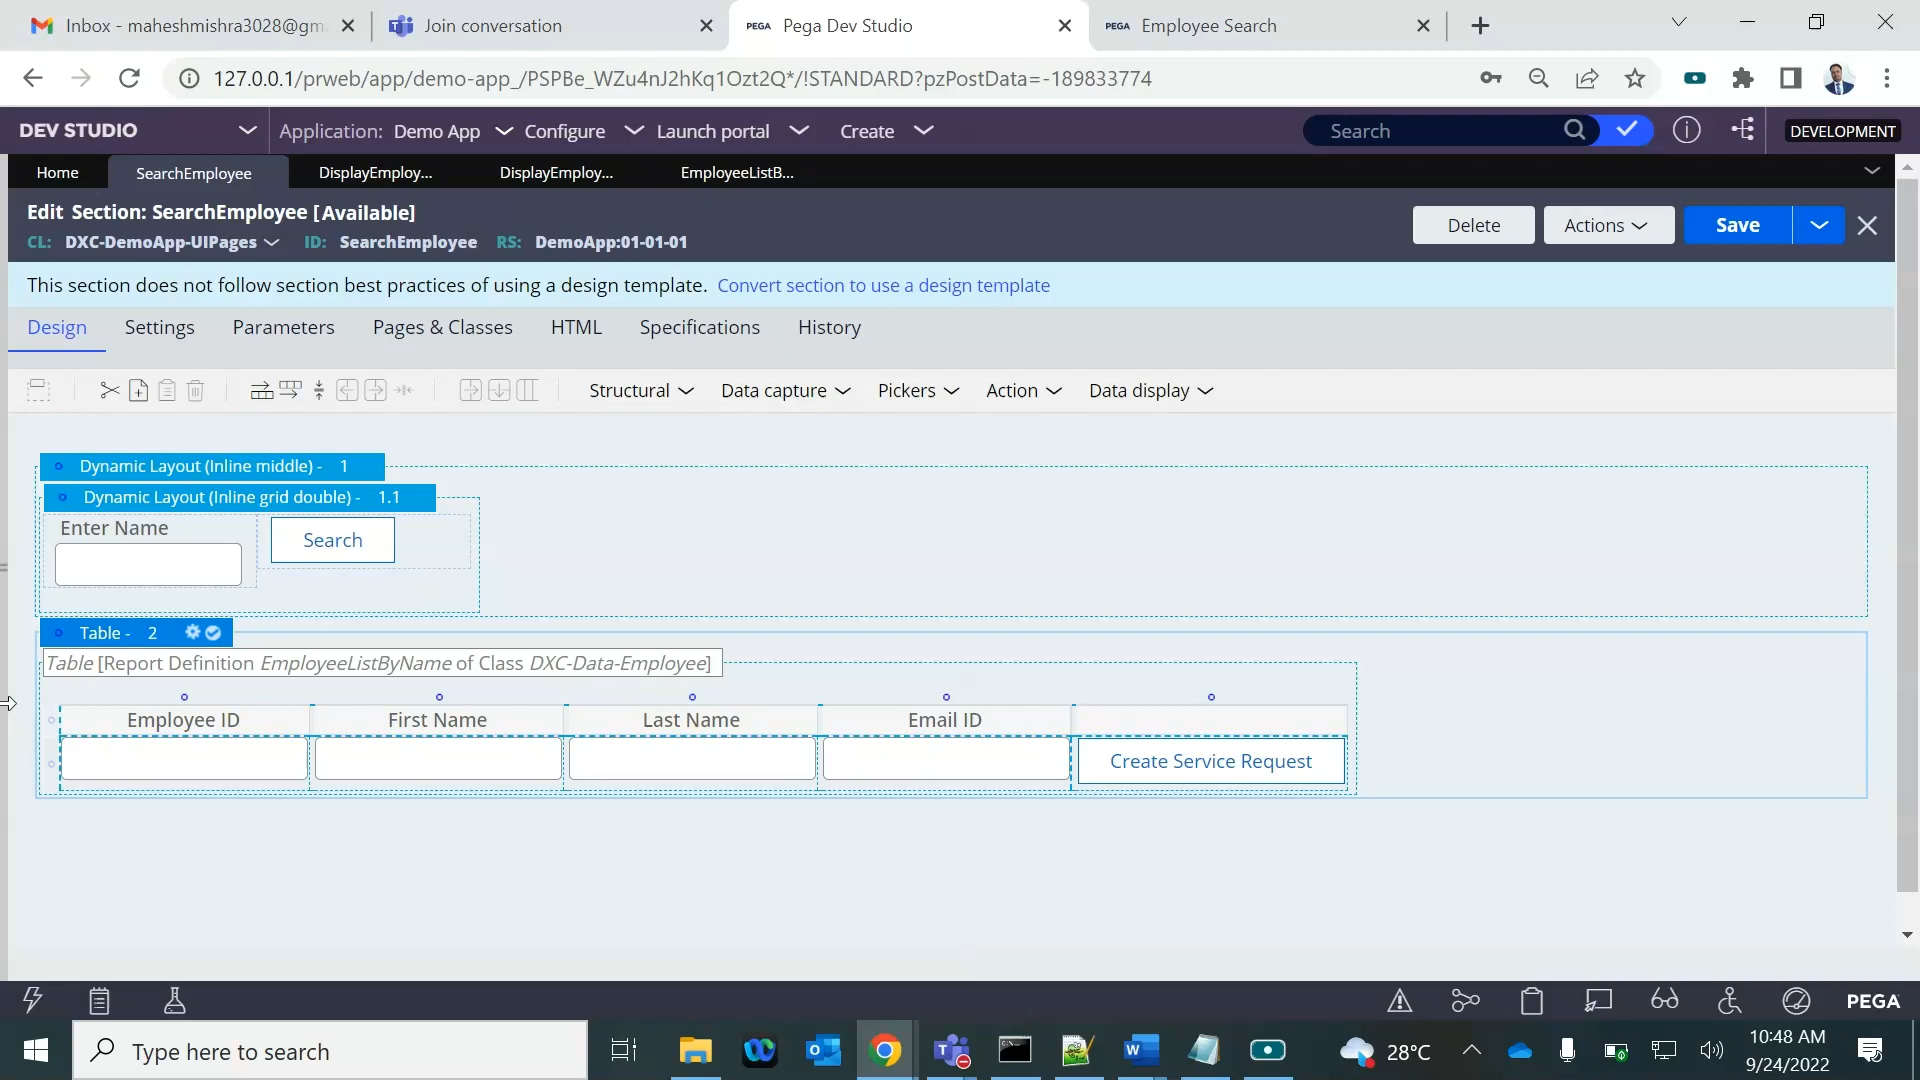 Inbox - maheshmishra3028@gm
Join conversation
PEGA Pega Dev Studio
PEGA Employee Search
127.0.0.1/prweb/app/demo-app_/PSPBe_WZu4nJ2hKq1Ozt2Q*/!STANDARD?pzPostData=-189833774
DEV STUDIO
Application: Demo App
Configure
Launch portal
Create
Search
DEVELOPMENT
Home
SearchEmployee
DisplayEmploy...
DisplayEmploy...
EmployeeListB...
Edit Section: SearchEmployee [Available]
CL: DXC-DemoApp-UIPages ID: SearchEmployee RS: DemoApp:01-01-01
Delete
Actions
Save
This section does not follow section best practices of using a design template. Convert section to use a design template
Design
Settings
Parameters
Pages & Classes
HTML
Specifications
History
Structural
Data capture
Pickers
Action
Data display
Dynamic Layout (Inline middle) - 1
Dynamic Layout (Inline grid double) - 1.1
Enter Name
Search
Table - 2
Table [Report Definition EmployeeListByName of Class DXC-Data-Employee]
Employee ID
First Name
Last Name
Email ID
Create Service Request
PEGA
Type here to search
28°C
10:48 AM
9/24/2022